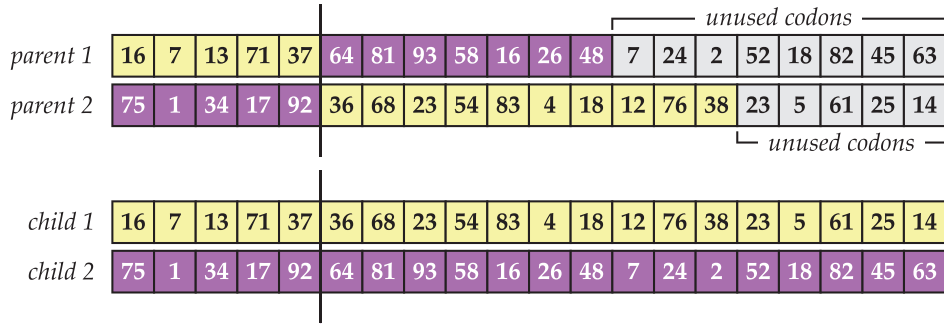 unused codons
parent 1 16 7 13 71 37 64 81 93 58 16 26 48 7 24 2 52 18 82 45 63
parent 2 75 1 34 17 92 36 68 23 54 83 4 18 12 76 38 23 5 61 25 14
unused codons
child 1 16 7 13 71 37 36 68 23 54 83 4 18 12 76 38 23 5 61 25 14
child 2 75 1 34 17 92 64 81 93 58 16 26 48 7 24 2 52 18 82 45 63